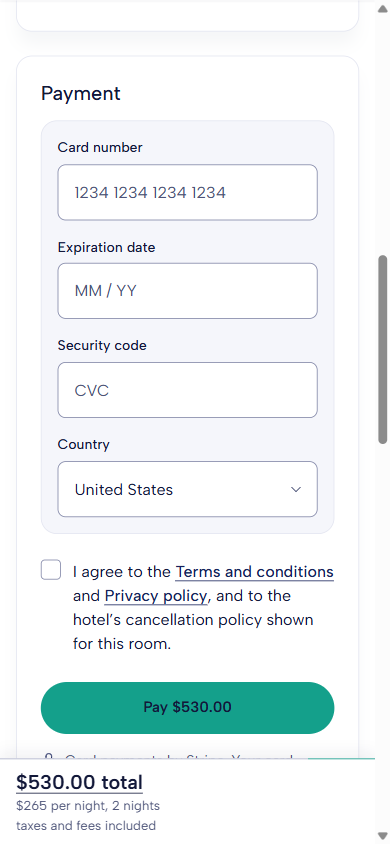 Payment
Card number
1234 1234 1234 1234
Expiration date
MM / YY
Security code
CVC
Country
United States
I agree to the Terms and conditions
and Privacy policy, and to the
hotel’s cancellation policy shown
for this room.
Pay $530.00
$530.00 total
$265 per night, 2 nights
taxes and fees included